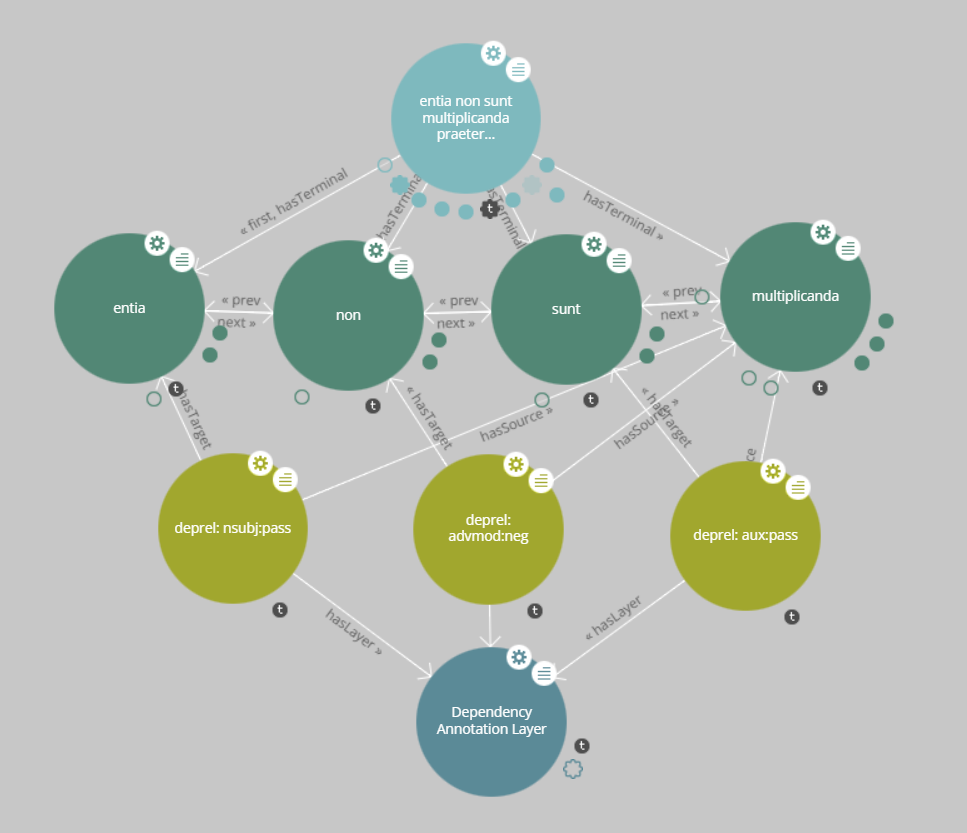 entia non sunt
multiplicanda
praeter...
« first, hasTerminal
hasTerminal
hasTerminal
hasTerminal »
t
entia
« prev
next »
non
« prev
next »
sunt
« prev
next »
multiplicanda
t
t
t
t
hasTarget
« hasTarget
hasSource »
hasSource »
« hasTarget
deprel: nsubj:pass
deprel:
advmod:neg
deprel: aux:pass
t
t
t
hasLayer »
« hasLayer
Dependency
Annotation Layer
t